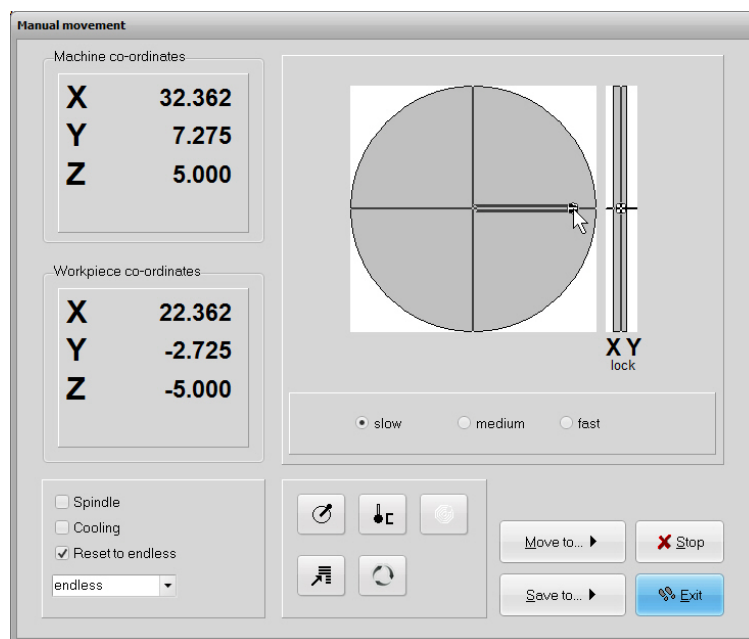 Manual movement
Machine co-ordinates
X 32.362
Y 7.275
Z 5.000
Workpiece co-ordinates
X 22.362
Y -2.725
Z -5.000
X Y
lock
slow medium fast
Spindle
Cooling
Reset to endless
endless
Move to...
Stop
Save to...
Exit